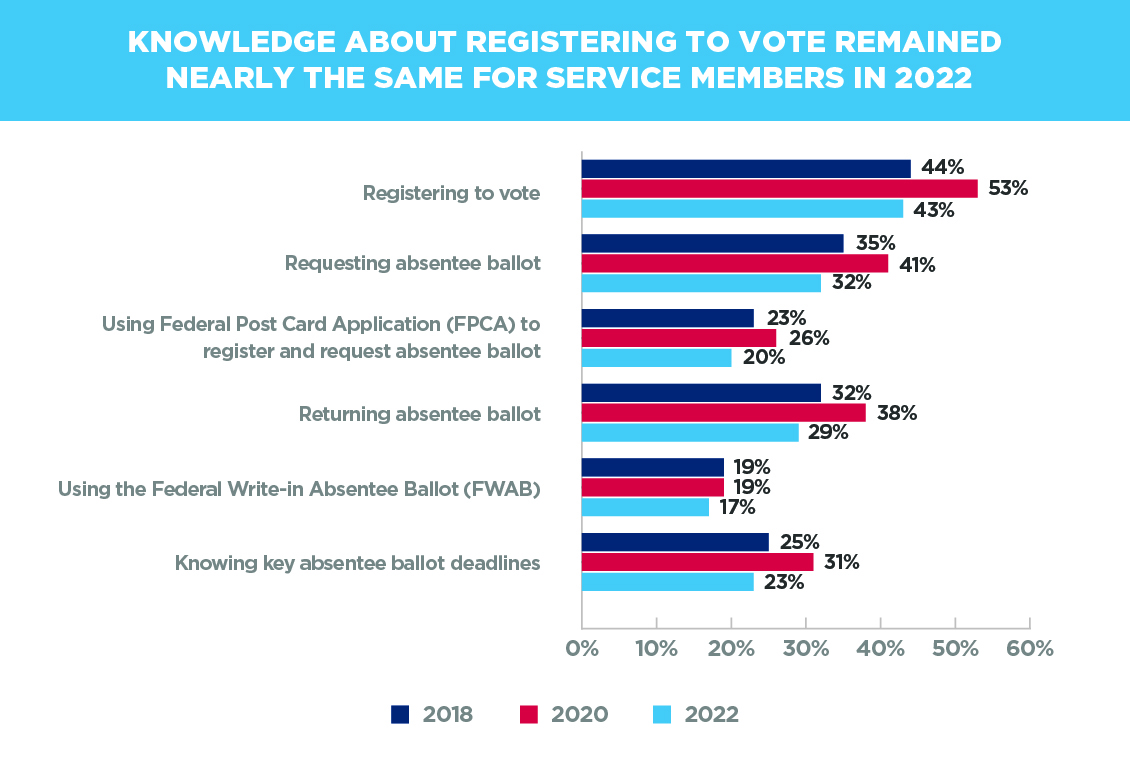 KNOWLEDGE ABOUT REGISTERING TO VOTE REMAINED
NEARLY THE SAME FOR SERVICE MEMBERS IN 2022
Registering to vote
44%
53%
43%
Requesting absentee ballot
35%
41%
32%
Using Federal Post Card Application (FPCA) to
register and request absentee ballot
23%
26%
20%
Returning absentee ballot
32%
38%
29%
Using the Federal Write-in Absentee Ballot (FWAB)
19%
19%
17%
Knowing key absentee ballot deadlines
25%
31%
23%
0% 10% 20% 30% 40% 50% 60%
2018 2020 2022